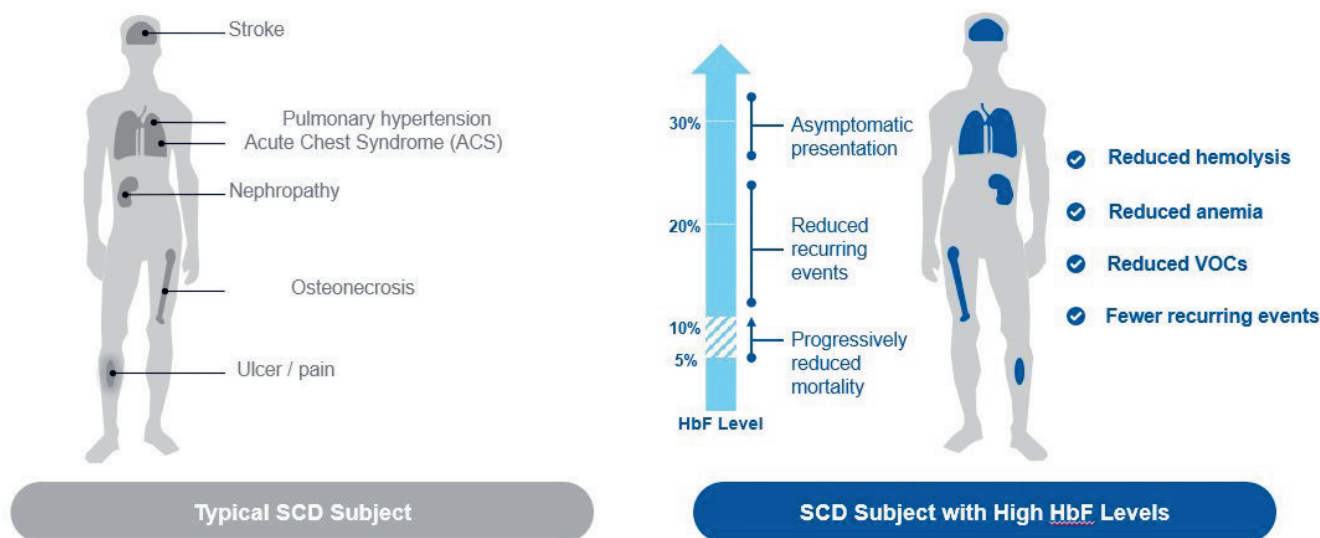 Stroke
Pulmonary hypertension
Acute Chest Syndrome (ACS)
Nephropathy
Osteonecrosis
Ulcer / pain
Typical SCD Subject
30%
20%
10%
5%
HbF Level
Asymptomatic
presentation
Reduced
recurring
events
Progressively
reduced
mortality
Reduced hemolysis
Reduced anemia
Reduced VOCs
Fewer recurring events
SCD Subject with High HbF Levels